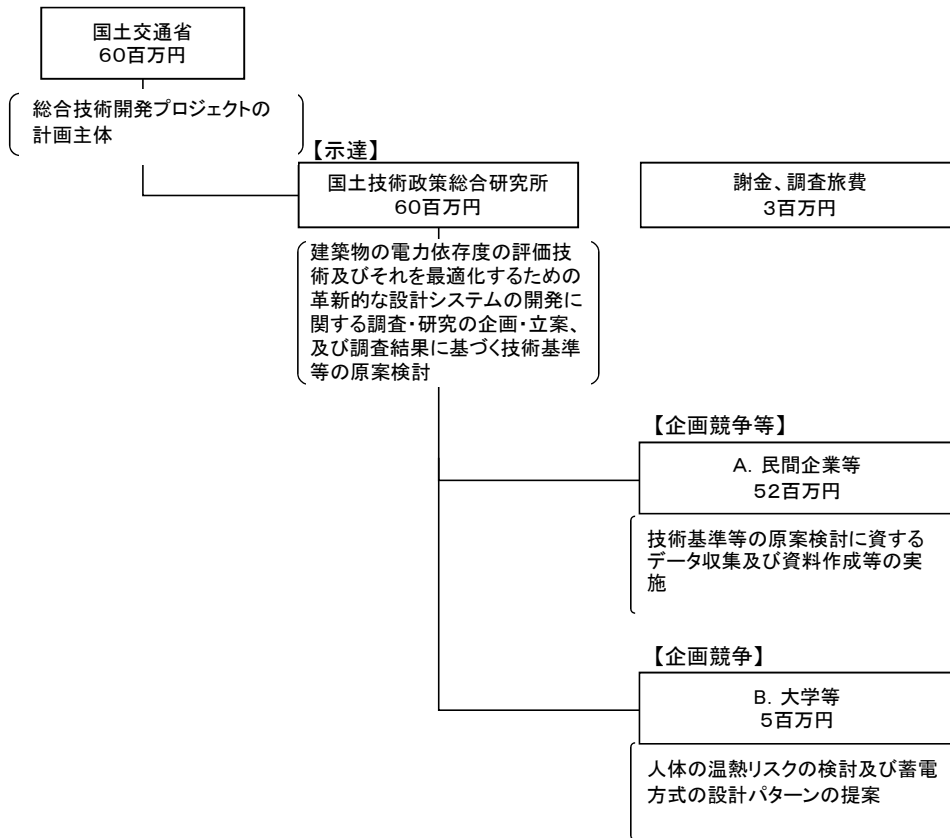 国土交通省
60百万円
総合技術開発プロジェクトの
計画主体
【示達】
国土技術政策総合研究所
60百万円
謝金、調査旅費
3百万円
建築物の電力依存度の評価技
術及びそれを最適化するための
革新的な設計システムの開発に
関する調査・研究の企画・立案、
及び調査結果に基づく技術基準
等の原案検討
【企画競争等】
A．民間企業等
52百万円
技術基準等の原案検討に資する
データ収集及び資料作成等の実
施
【企画競争】
B．大学等
5百万円
人体の温熱リスクの検討及び蓄電
方式の設計パターンの提案